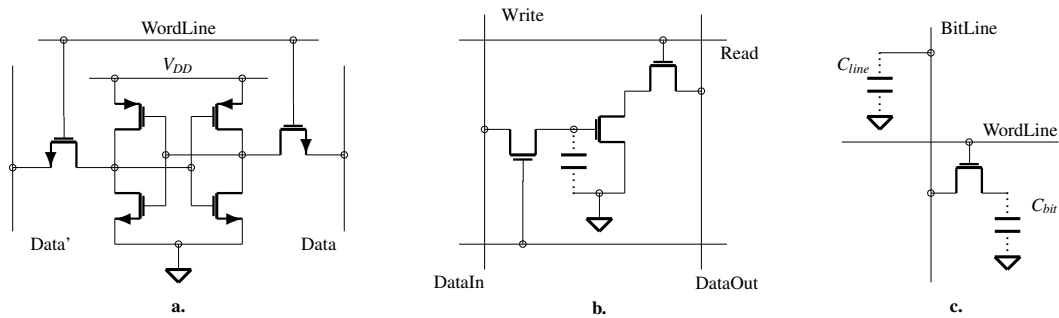 WordLine
V_DD
Data'
Data
a.
Write
Read
DataIn
DataOut
b.
BitLine
C_line
WordLine
C_bit
c.